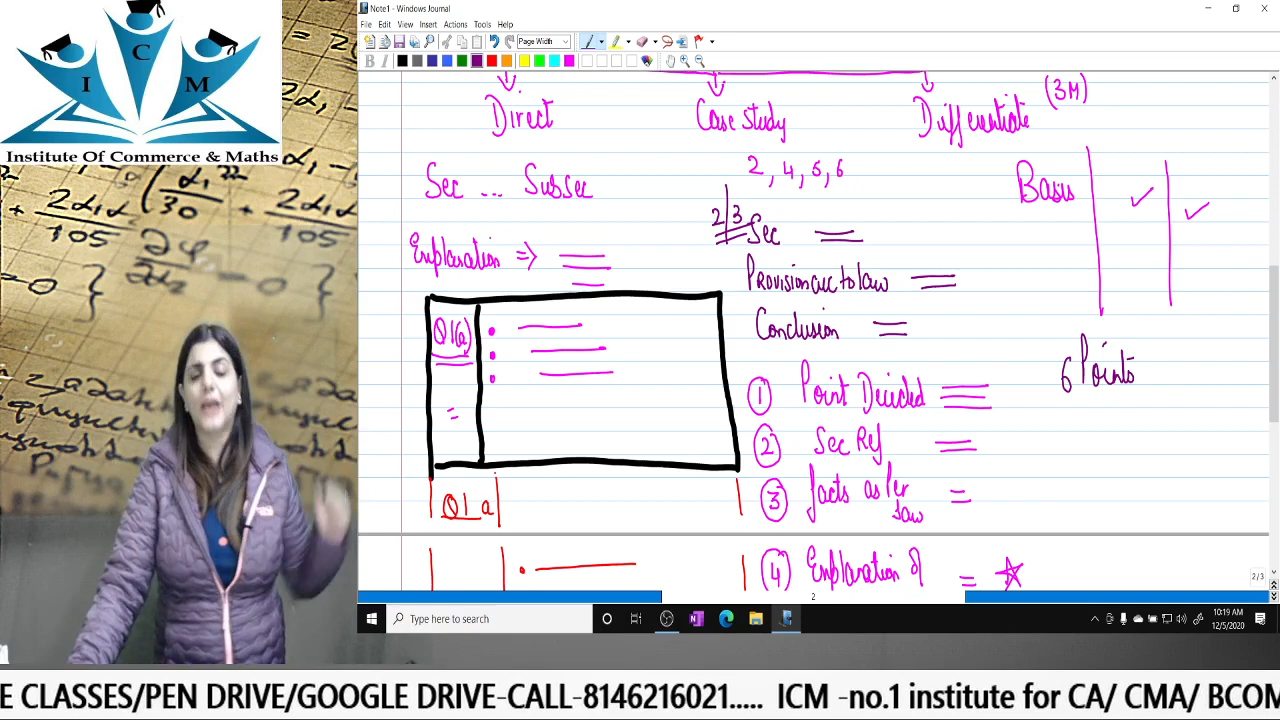 I C M
Institute Of Commerce & Maths
Note1 - Windows Journal
File Edit View Insert Actions Tools Help
Page Width
Direct
Case Study
Differentiate (3M)
2, 4, 5, 6
Sec ... Subsec
Basis
2/3
Sec
Explanation =>
Provision acc to law
Conclusion
Q1(a)
6 Points
① Point Decided
② Sec Ref
③ facts as Per law
Q1 a
④ Explanation of
2/3
2
Type here to search
10:19 AM
12/5/2020
E CLASSES/PEN DRIVE/GOOGLE DRIVE-CALL-8146216021..... ICM -no.1 institute for CA/ CMA/ BCOM